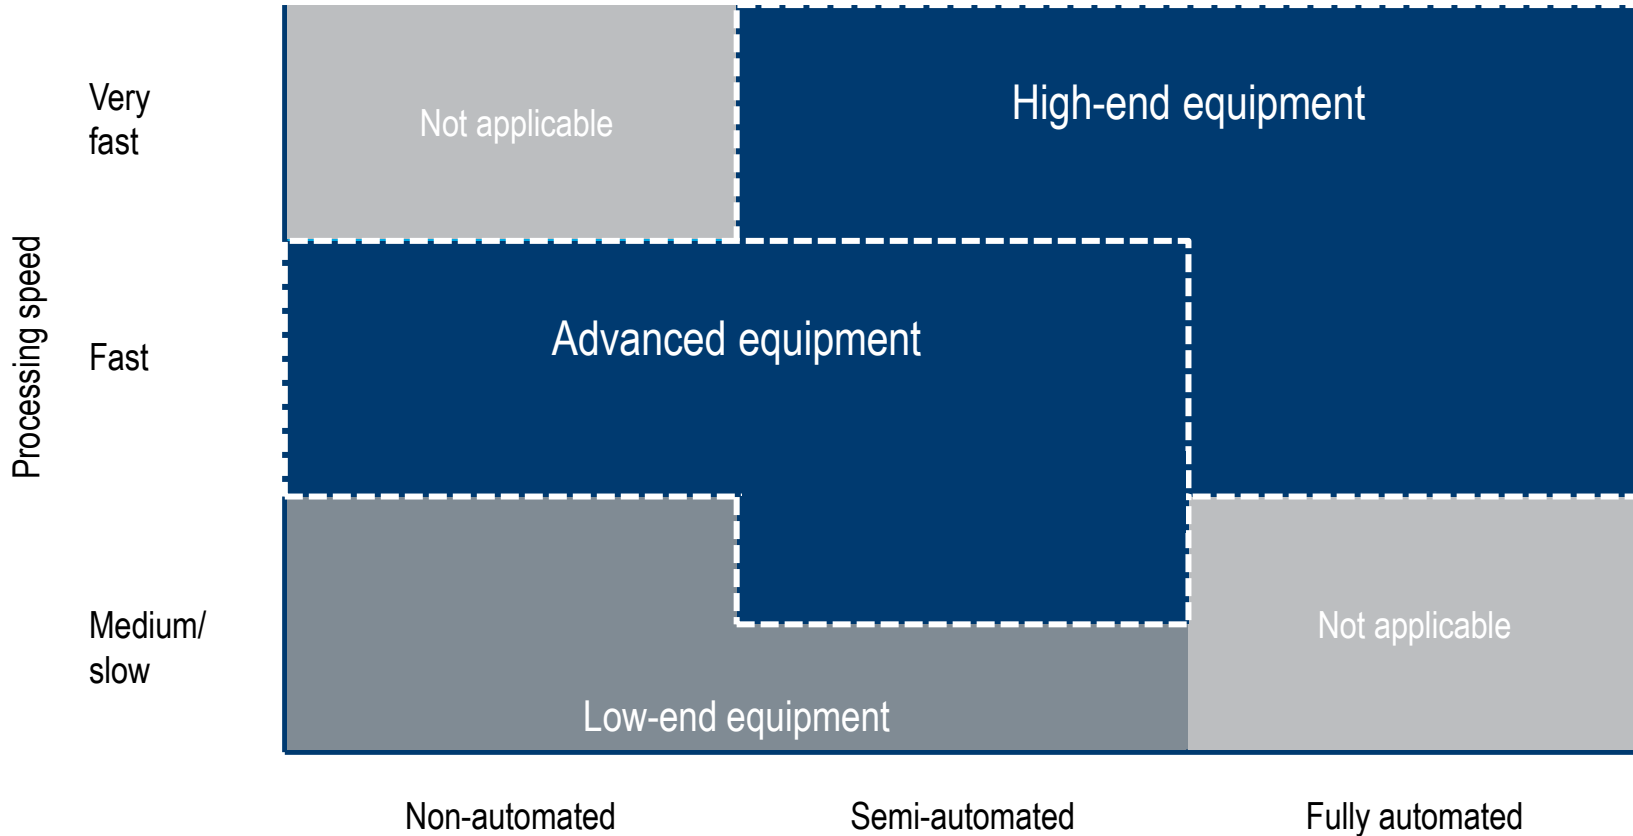 Very
fast
Not applicable
High-end equipment
Processing speed
Fast
Advanced equipment
Medium/
slow
Not applicable
Low-end equipment
Non-automated
Semi-automated
Fully automated